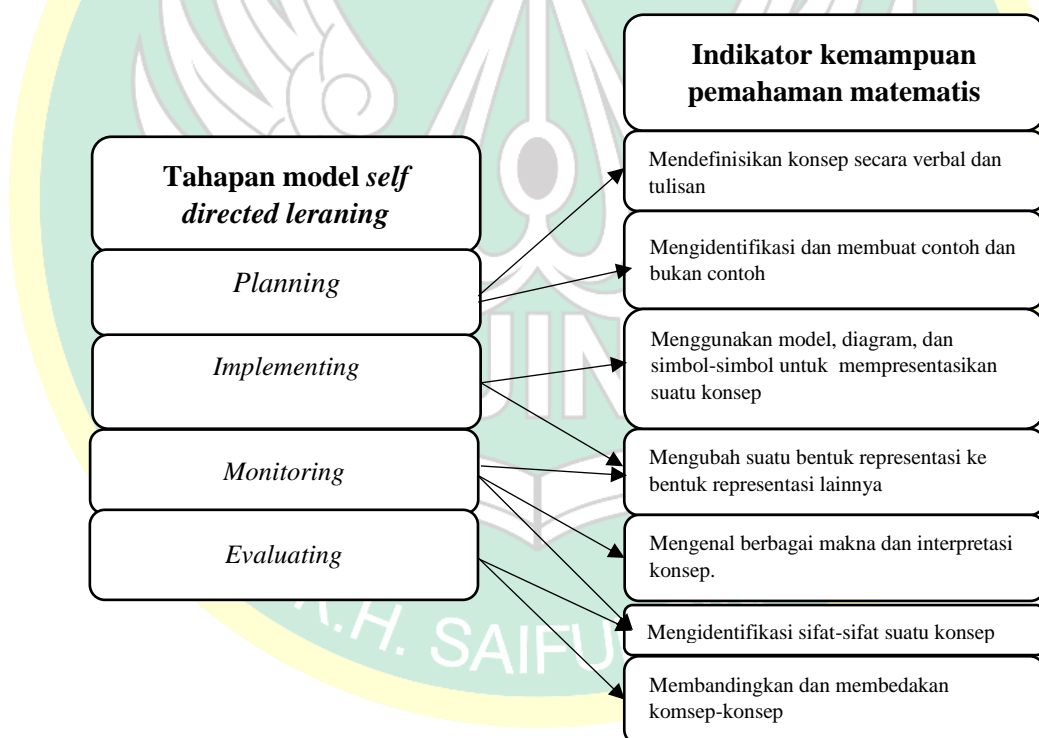 Indikator kemampuan
pemahaman matematis
Tahapan model self
directed leraning
Mendefinisikan konsep secara verbal dan
tulisan
Planning
Mengidentifikasi dan membuat contoh dan
bukan contoh
Implementing
Menggunakan model, diagram, dan
simbol-simbol untuk mempresentasikan
suatu konsep
Monitoring
Mengubah suatu bentuk representasi ke
bentuk representasi lainnya
Evaluating
Mengenal berbagai makna dan interpretasi
konsep.
Mengidentifikasi sifat-sifat suatu konsep
Membandingkan dan membedakan
komsep-konsep
UIN
K.H. SAIFU